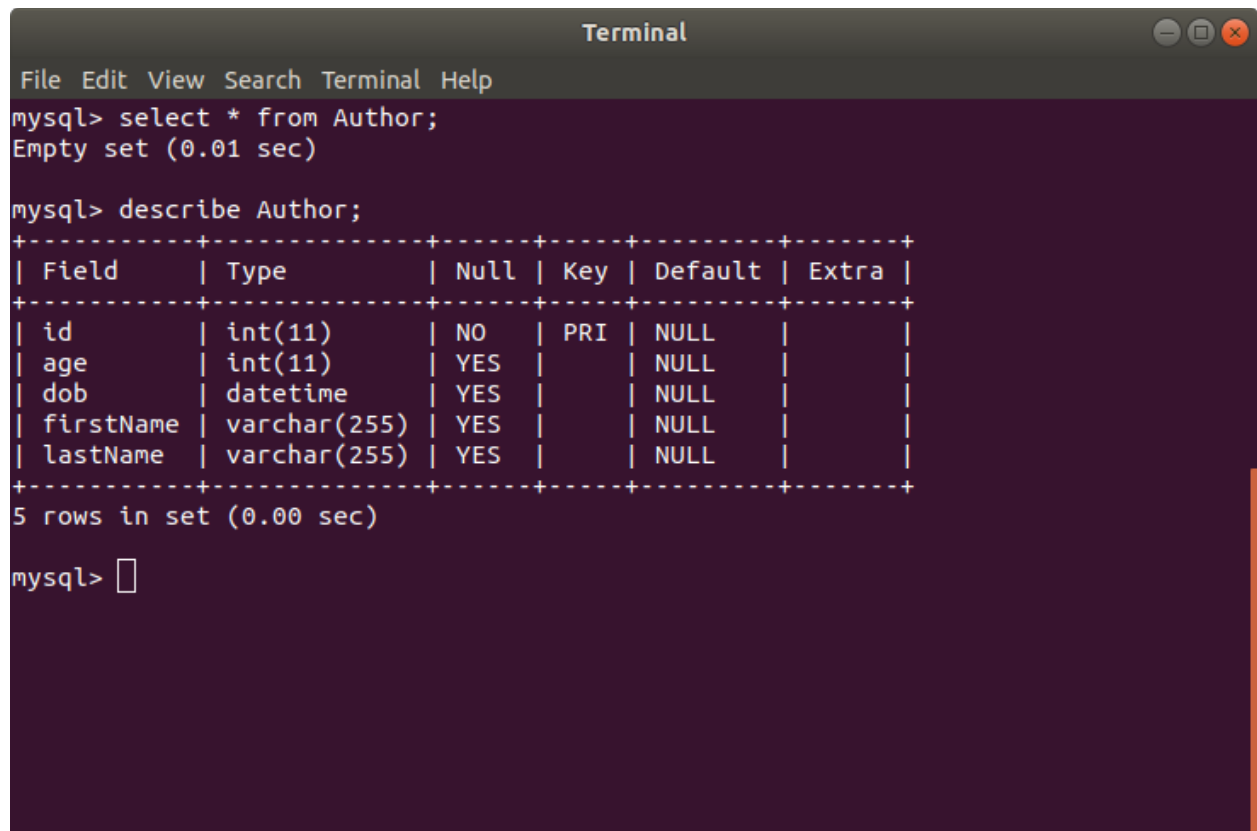 Terminal
File Edit View Search Terminal Help
mysql> select * from Author;
Empty set (0.01 sec)
mysql> describe Author;
+-----------+--------------+------+-----+---------+-------+
| Field     | Type         | Null | Key | Default | Extra |
+-----------+--------------+------+-----+---------+-------+
| id        | int(11)      | NO   | PRI | NULL    |       |
| age       | int(11)      | YES  |     | NULL    |       |
| dob       | datetime     | YES  |     | NULL    |       |
| firstName | varchar(255) | YES  |     | NULL    |       |
| lastName  | varchar(255) | YES  |     | NULL    |       |
+-----------+--------------+------+-----+---------+-------+
5 rows in set (0.00 sec)
mysql>